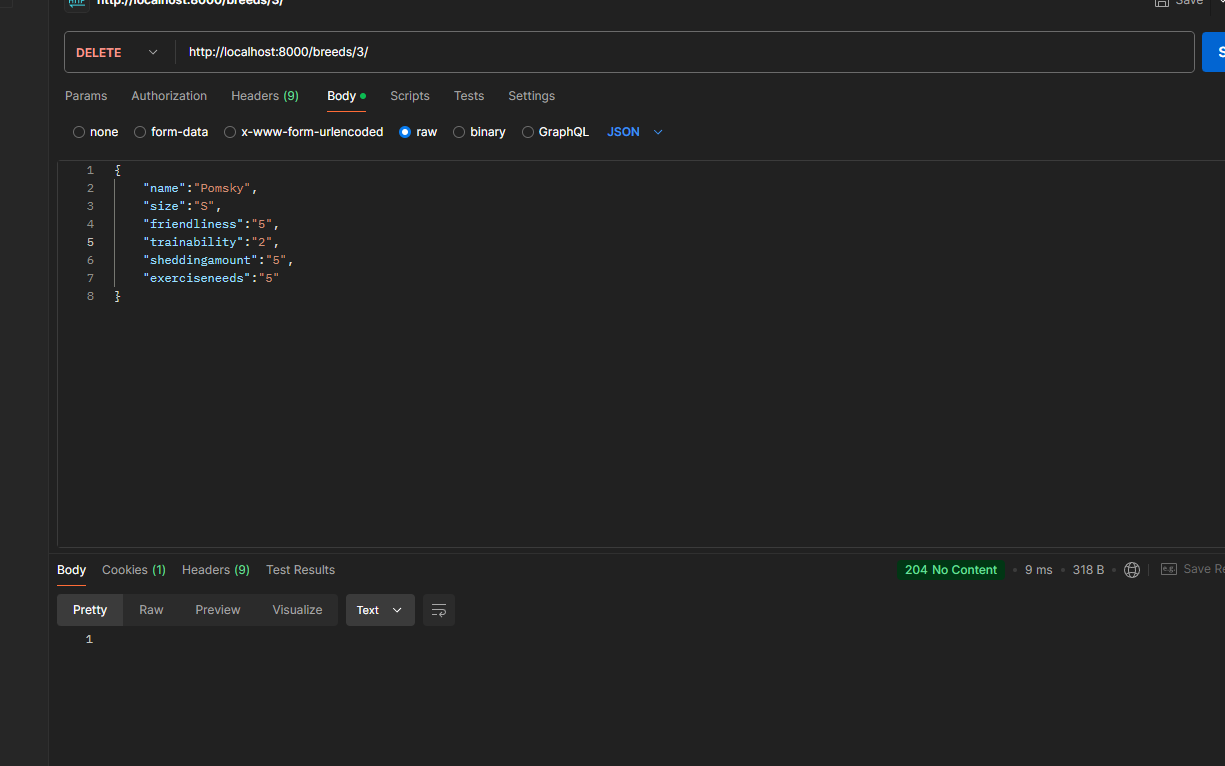 http://localhost:8000/breeds/3/ Save
DELETE http://localhost:8000/breeds/3/
Params Authorization Headers (9) Body Scripts Tests Settings
none form-data x-www-form-urlencoded raw binary GraphQL JSON
1 {
2 "name":"Pomsky",
3 "size":"S",
4 "friendliness":"5",
5 "trainability":"2",
6 "sheddingamount":"5",
7 "exerciseneeds":"5"
8 }
Body Cookies (1) Headers (9) Test Results 204 No Content 9 ms 318 B e.g. Save Re
Pretty Raw Preview Visualize Text
1